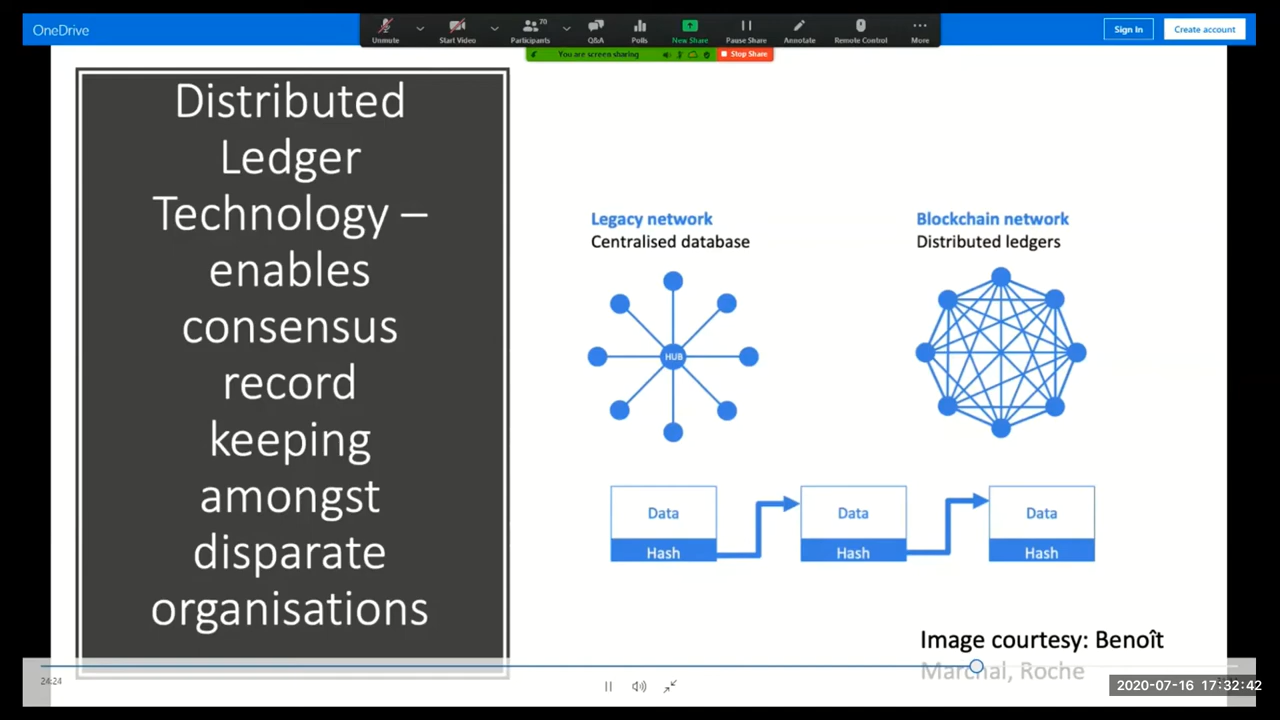 OneDrive
Unmute
Start Video
70
Participants
Q&A
Polls
New Share
Pause Share
Annotate
Remote Control
More
Sign In
Create account
You are screen sharing
Stop Share
Distributed
Ledger
Technology –
enables
consensus
record
keeping
amongst
disparate
organisations
Legacy network
Centralised database
HUB
Blockchain network
Distributed ledgers
Data
Hash
Data
Hash
Data
Hash
Image courtesy: Benoît
Marchal, Roche
24:24
2020-07-16 17:32:42